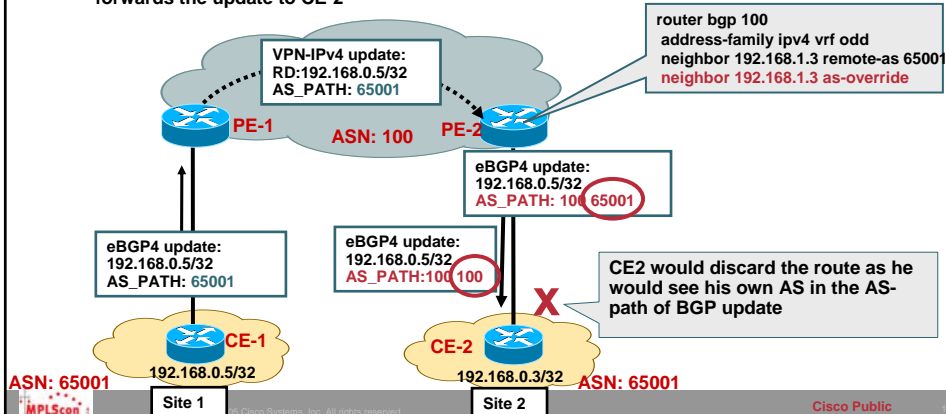 forwards the update to CE-2
router bgp 100
address-family ipv4 vrf odd
neighbor 192.168.1.3 remote-as 65001
neighbor 192.168.1.3 as-override
VPN-IPv4 update:
RD:192.168.0.5/32
AS_PATH: 65001
PE-1
ASN: 100
PE-2
eBGP4 update:
192.168.0.5/32
AS_PATH: 100 65001
eBGP4 update:
192.168.0.5/32
AS_PATH: 65001
eBGP4 update:
192.168.0.5/32
AS_PATH:100 100
X
CE2 would discard the route as he
would see his own AS in the AS-
path of BGP update
CE-1
192.168.0.5/32
CE-2
192.168.0.3/32
ASN: 65001
ASN: 65001
MPLScon
Site 1
Cisco Systems, Inc. All rights reserved
Site 2
Cisco Public